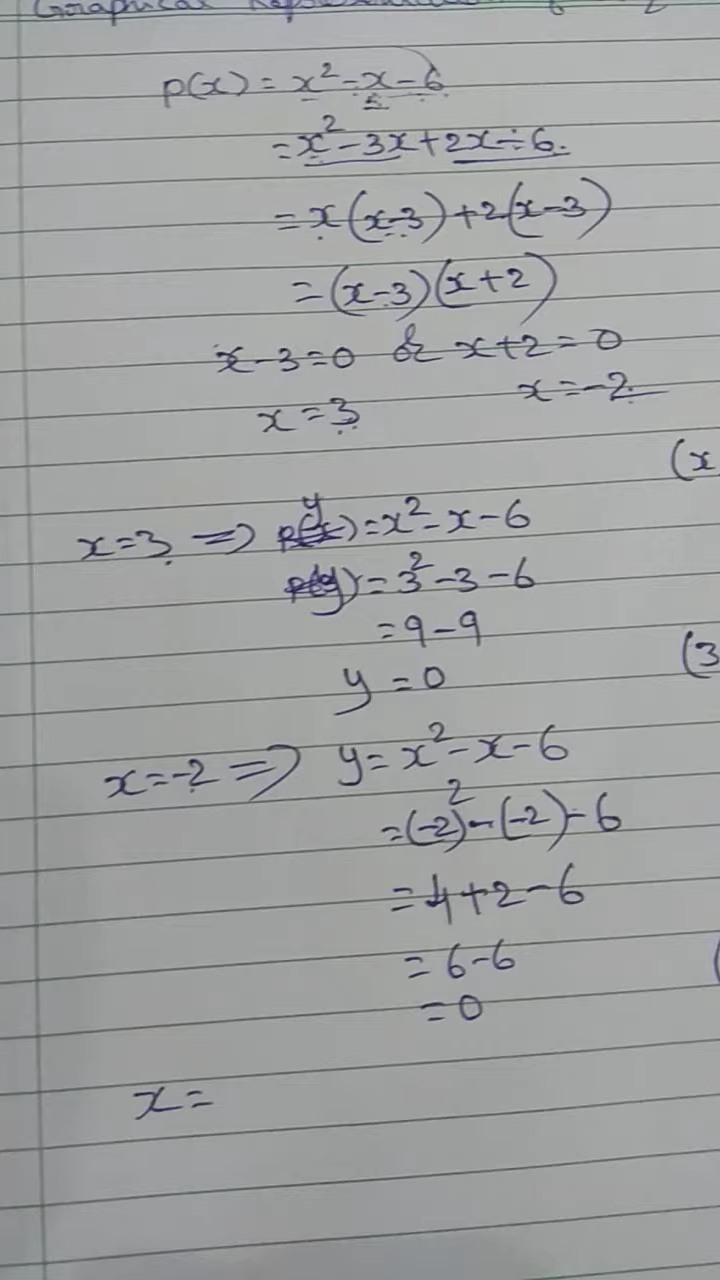 Graphical
p(x) = x² - x - 6
= x² - 3x + 2x - 6.
= x(x-3) + 2(x-3)
= (x-3)(x+2)
x - 3 = 0 & x + 2 = 0
x = 3 x = -2
(x
x = 3 ⇒ y = x² - x - 6
= 3² - 3 - 6
= 9 - 9
(3
y = 0
x = -2 ⇒ y = x² - x - 6
= (-2)² - (-2) - 6
= 4 + 2 - 6
= 6 - 6
(
= 0
x =